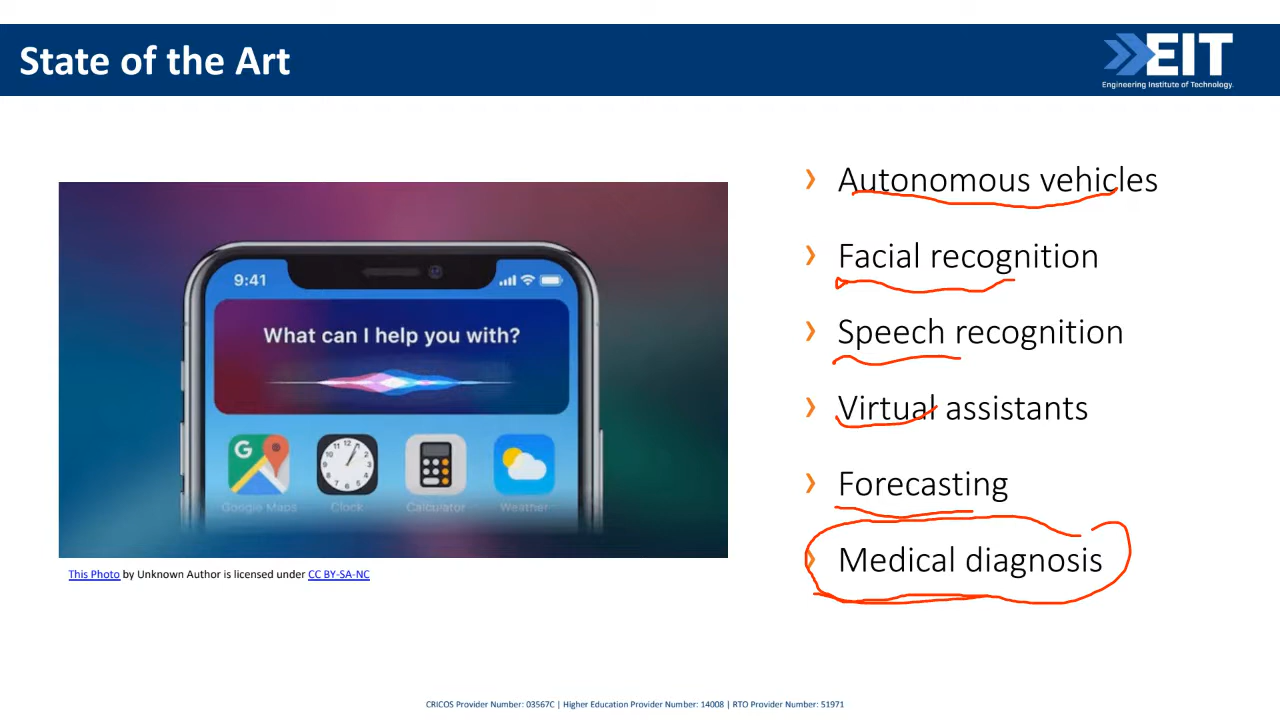 State of the Art
EIT
Engineering Institute of Technology.
9:41
What can I help you with?
Google Maps
Clock
Calculator
Weather
This Photo by Unknown Author is licensed under CC BY-SA-NC
Autonomous vehicles
Facial recognition
Speech recognition
Virtual assistants
Forecasting
Medical diagnosis
CRICOS Provider Number: 03567C | Higher Education Provider Number: 14008 | RTO Provider Number: 51971